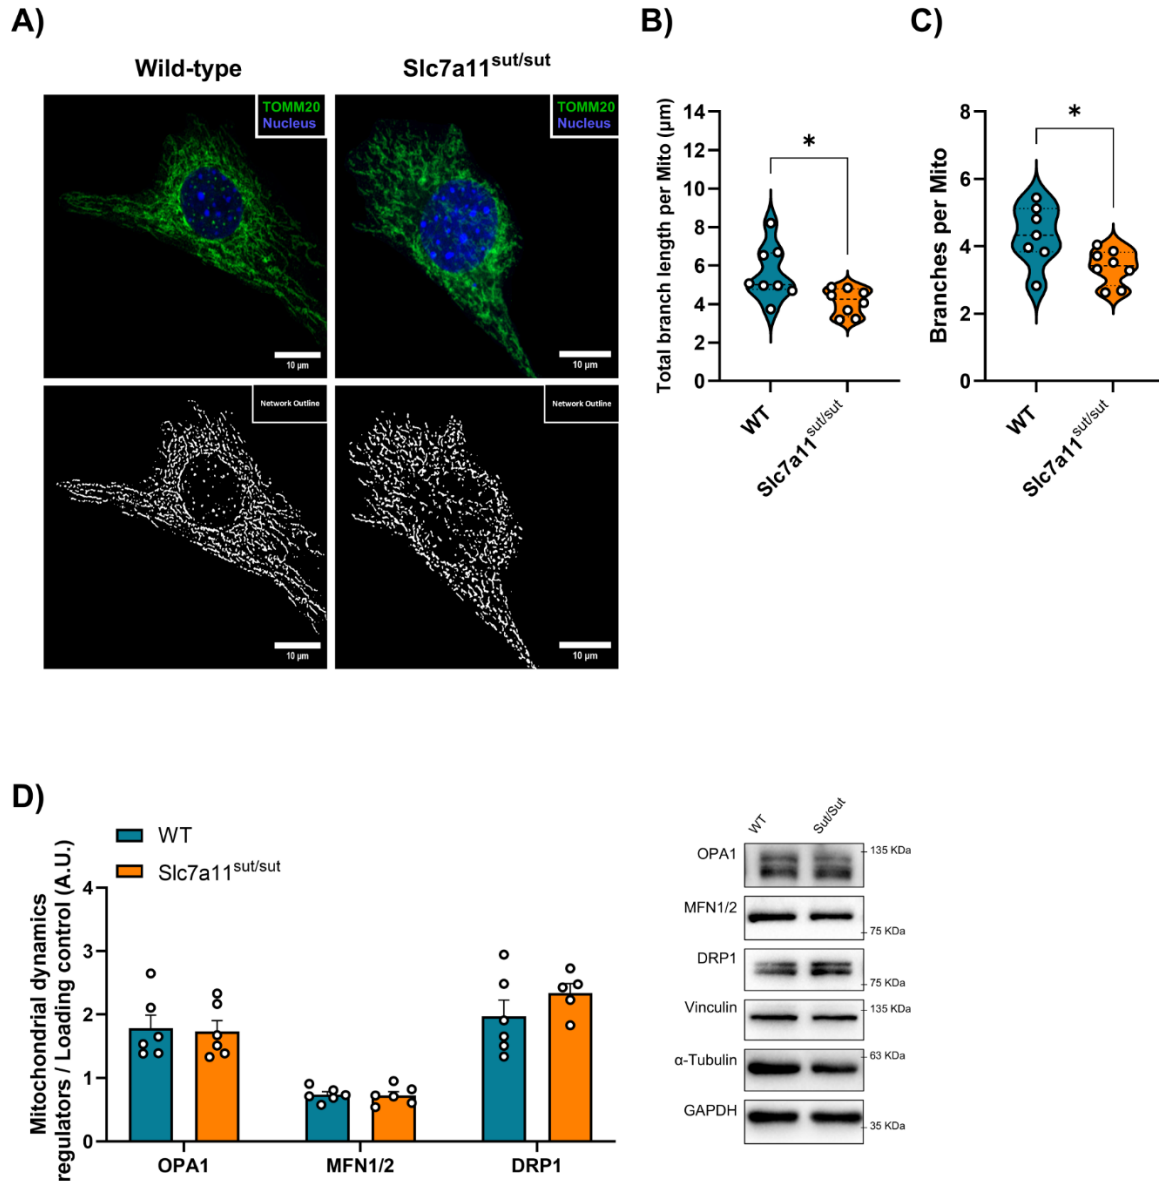 A)
B)
C)
Wild-type
Slc7a11sut/sut
TOMM20
Nucleus
10 µm
TOMM20
Nucleus
10 µm
Network Outline
10 µm
Network Outline
10 µm
Total branch length per Mito (µm)
14
12
10
8
6
4
2
0
*
WT
Slc7a11sut/sut
Branches per Mito
8
6
4
2
0
*
WT
Slc7a11sut/sut
D)
WT
Slc7a11sut/sut
Mitochondrial dynamics
regulators / Loading control (A.U.)
4
3
2
1
0
OPA1
MFN1/2
DRP1
WT
Sut/Sut
OPA1
135 KDa
MFN1/2
75 KDa
DRP1
75 KDa
Vinculin
135 KDa
α-Tubulin
63 KDa
GAPDH
35 KDa